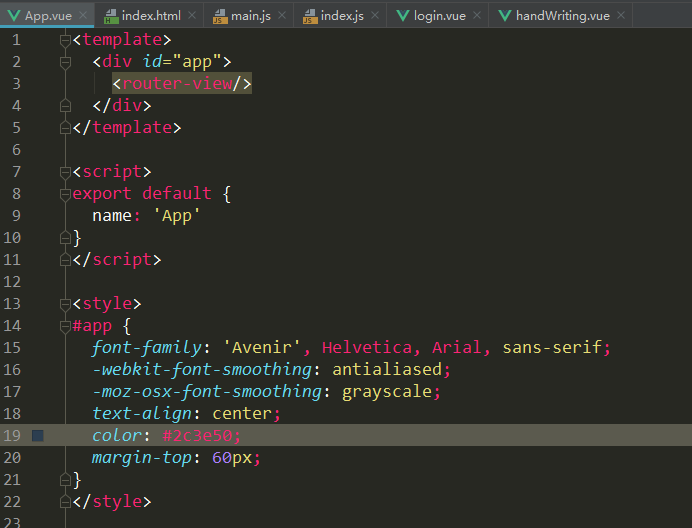 App.vue index.html main.js index.js login.vue handWriting.vue
1 <template>
2 <div id="app">
3 <router-view/>
4 </div>
5 </template>
6
7 <script>
8 export default {
9 name: 'App'
10 }
11 </script>
12
13 <style>
14 #app {
15 font-family: 'Avenir', Helvetica, Arial, sans-serif;
16 -webkit-font-smoothing: antialiased;
17 -moz-osx-font-smoothing: grayscale;
18 text-align: center;
19 color: #2c3e50;
20 margin-top: 60px;
21 }
22 </style>
23